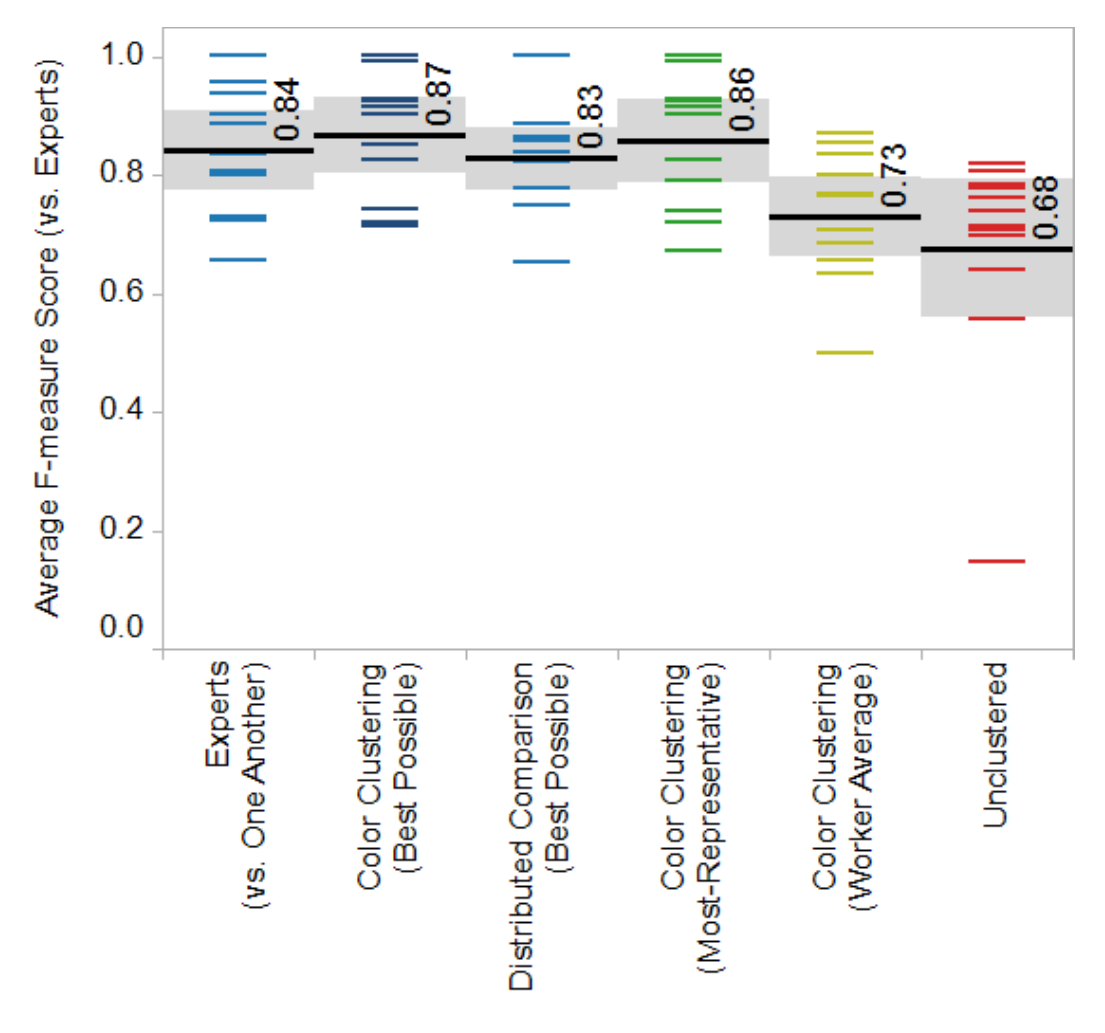 Average F-measure Score (vs. Experts)
1.0
0.8
0.6
0.4
0.2
0.0
0.84
0.87
0.83
0.86
0.73
0.68
Experts
(vs. One Another)
Color Clustering
(Best Possible)
Distributed Comparison
(Best Possible)
Color Clustering
(Most-Representative)
Color Clustering
(Worker Average)
Unclustered